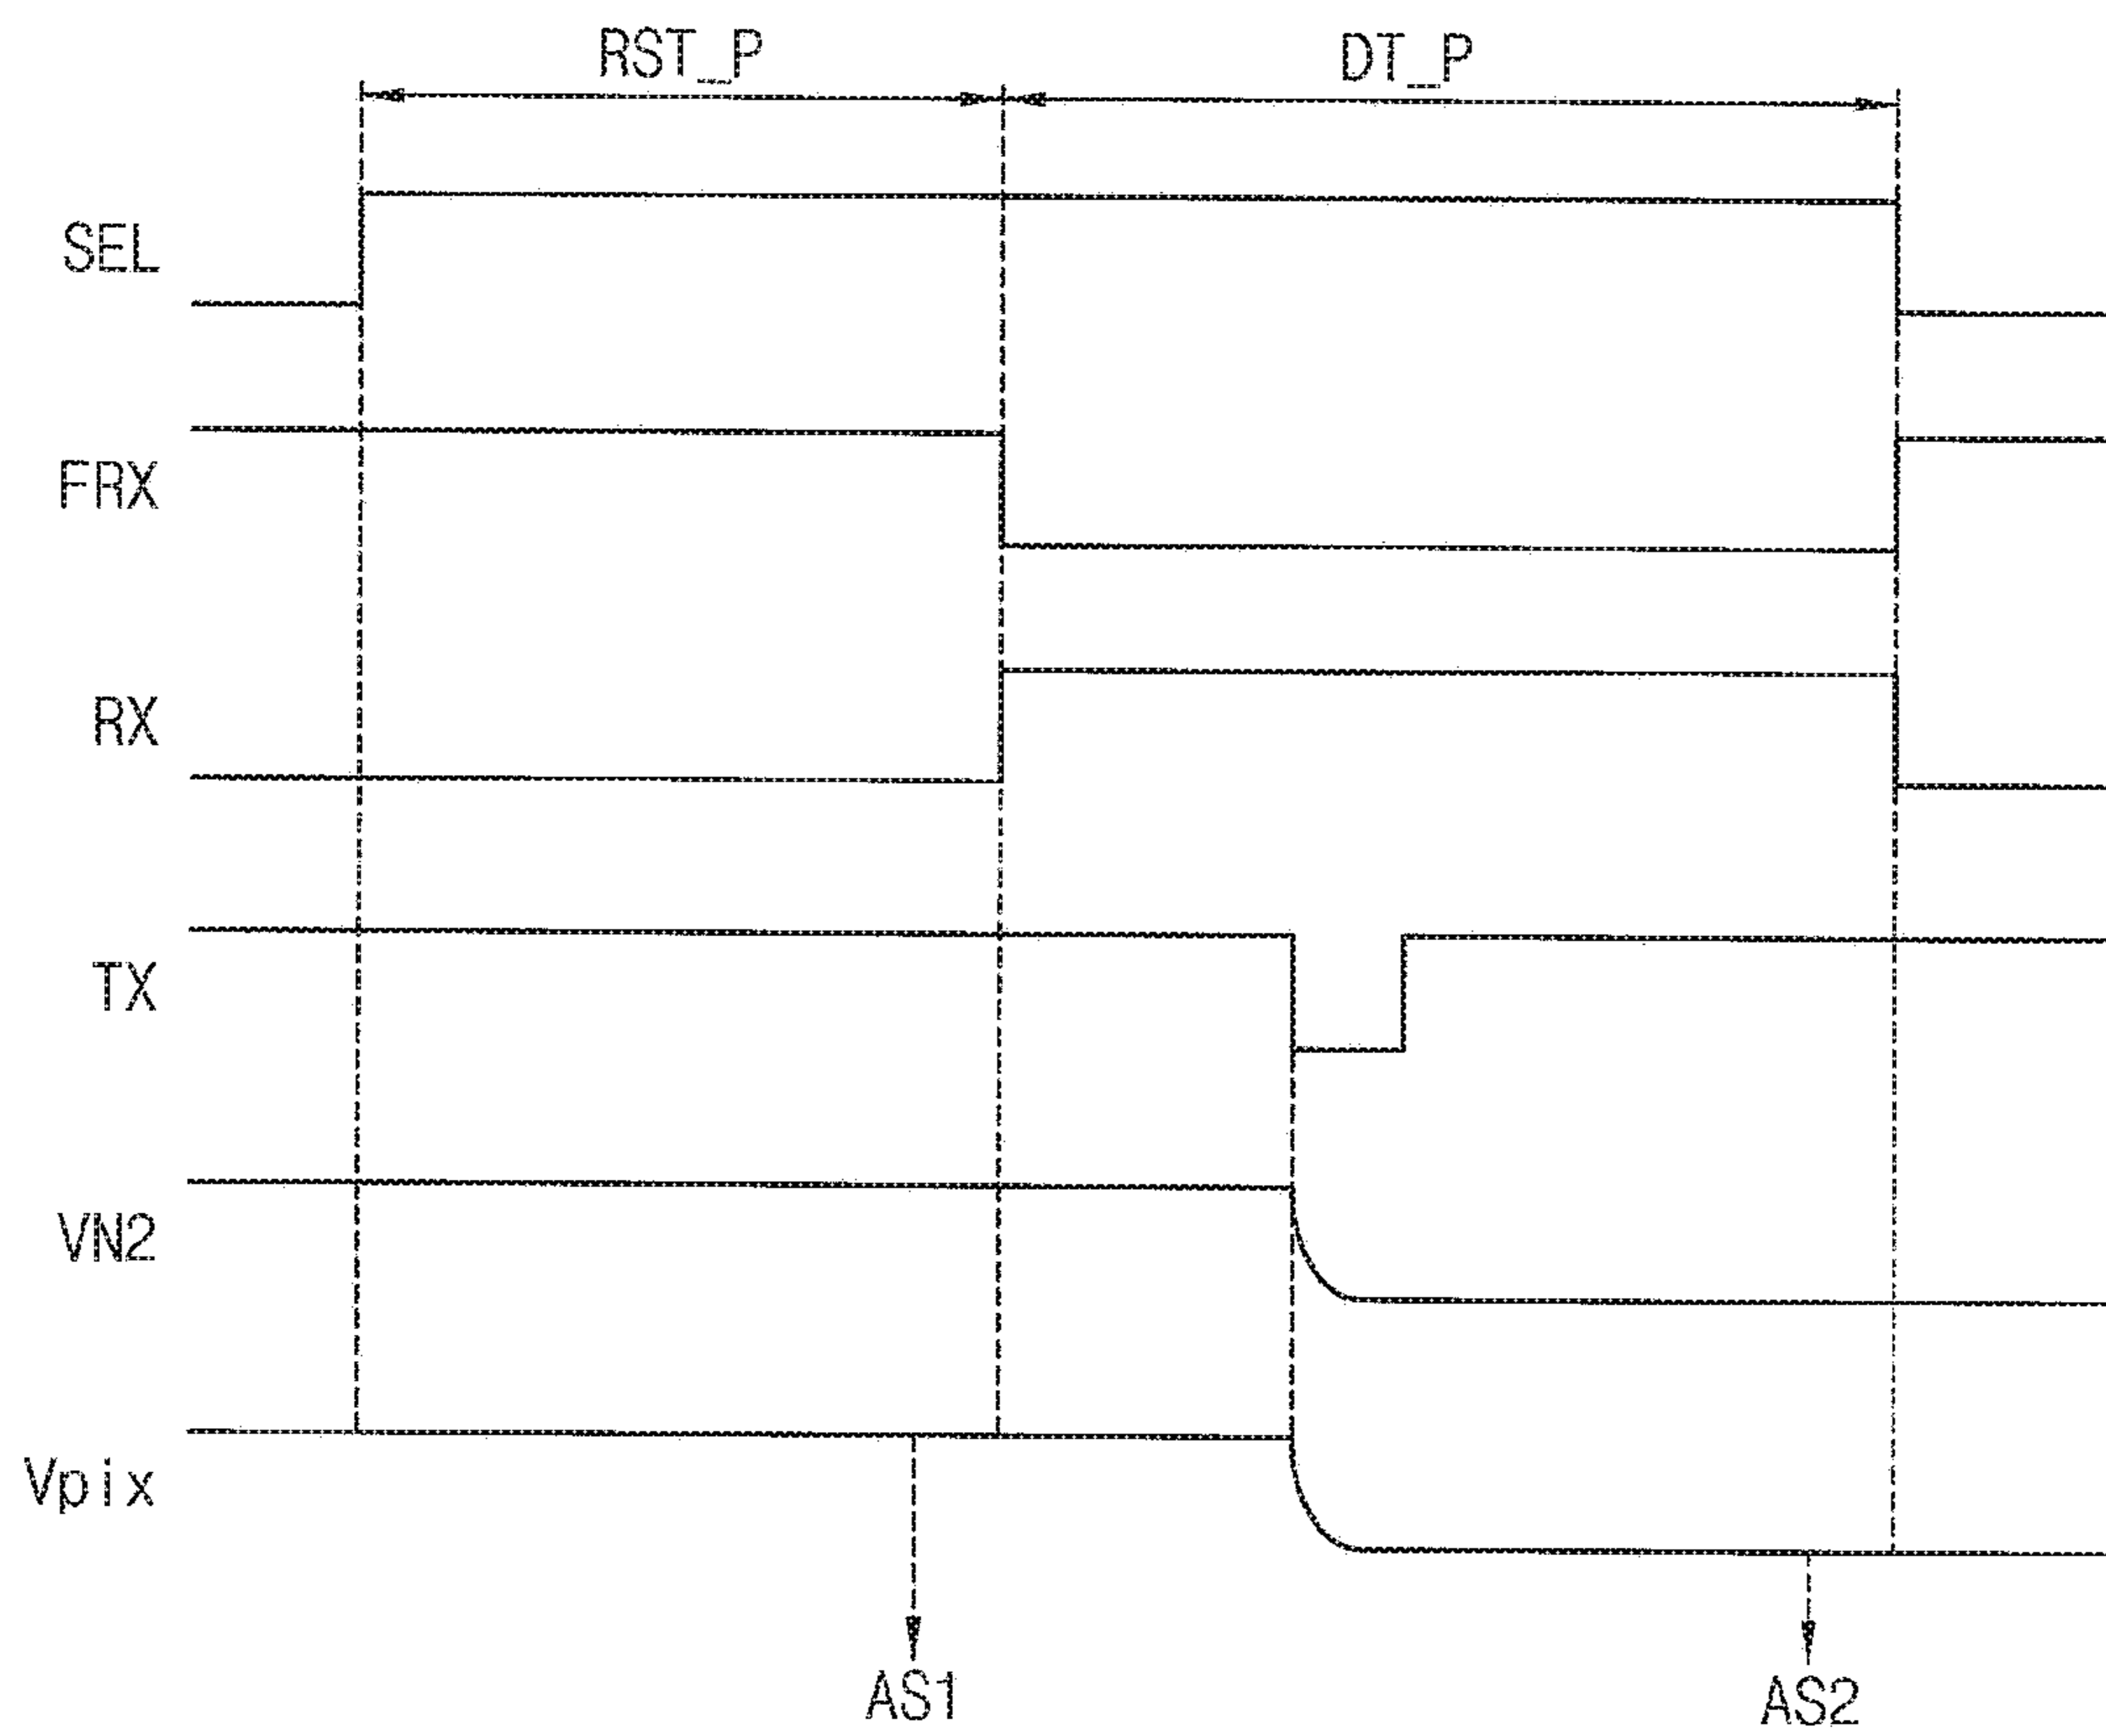 RST_P
DT_P
SEL
FRX
RX
TX
VN2
Vpix
AS1
AS2